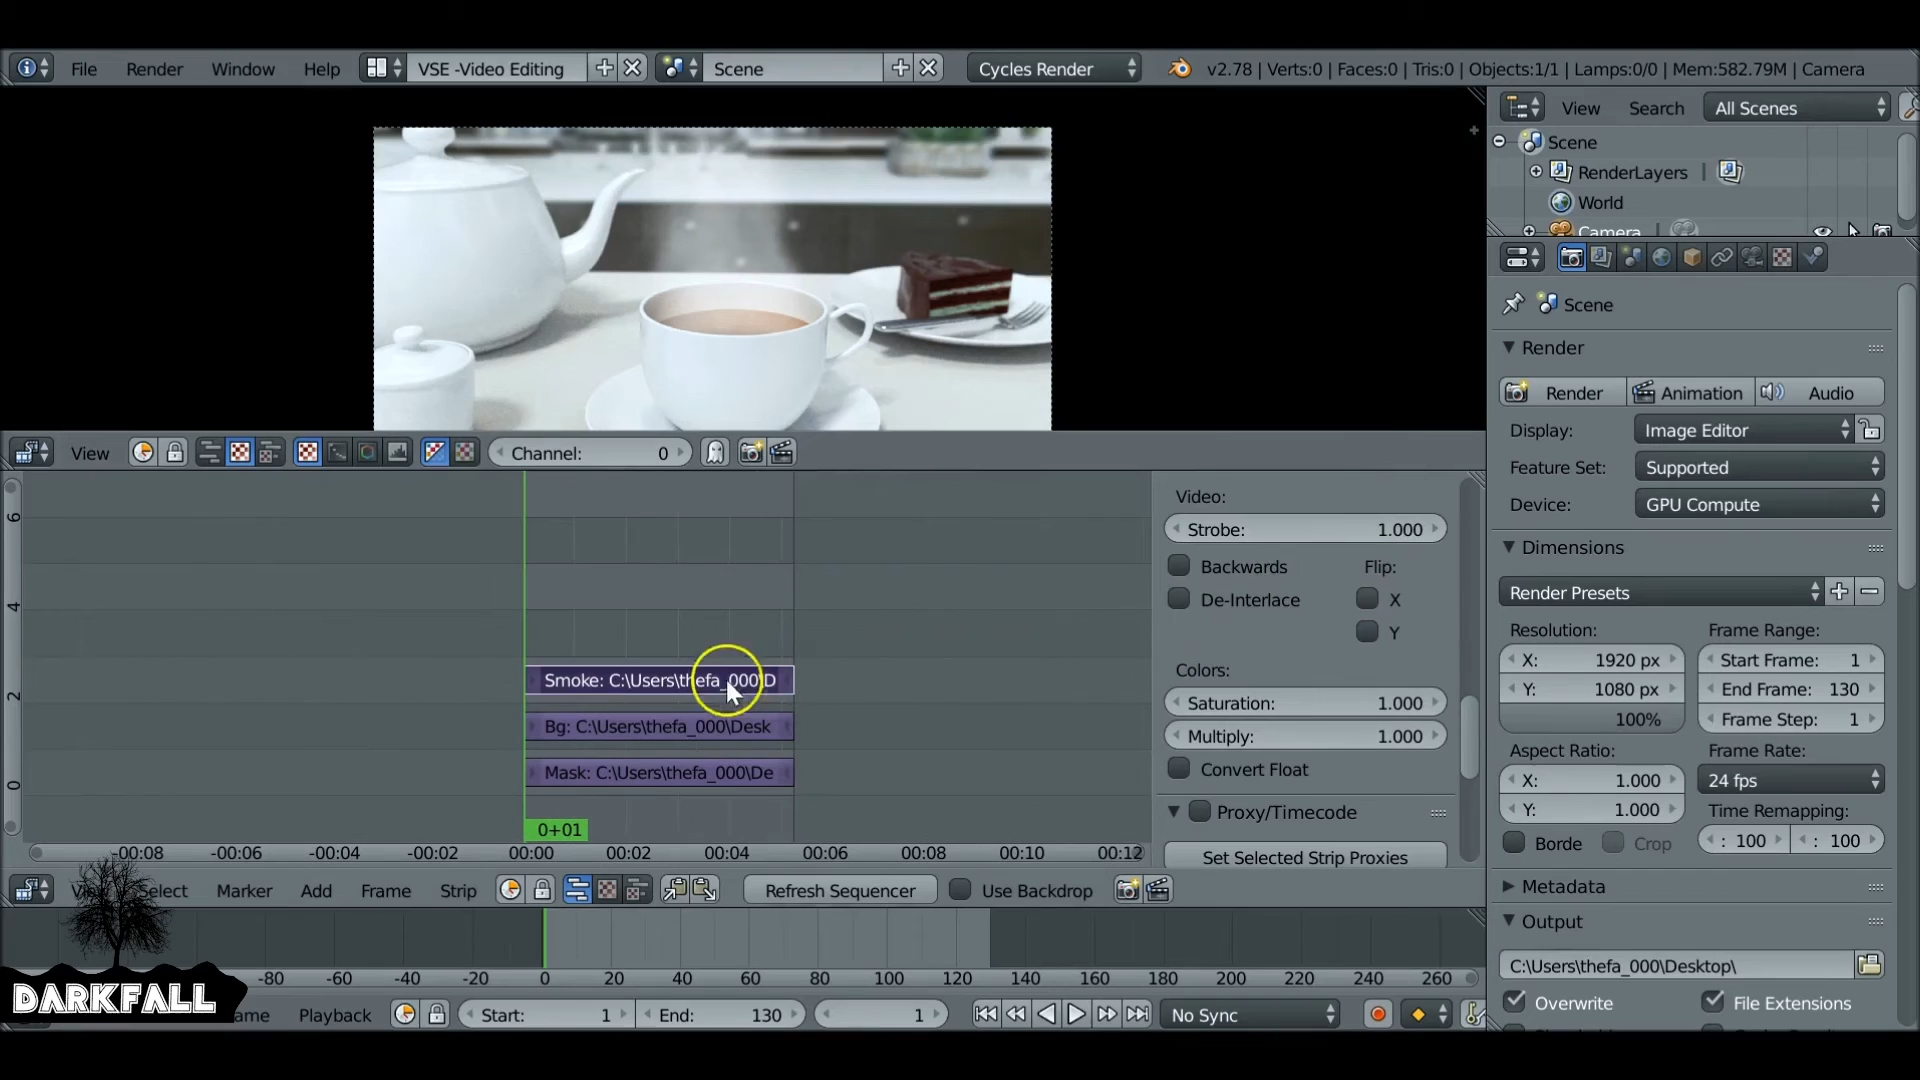 File Render Window Help VSE -Video Editing Scene Cycles Render v2.78 | Verts:0 | Faces:0 | Tris:0 | Objects:1/1 | Lamps:0/0 | Mem:582.79M | Camera
View Search All Scenes
Scene
RenderLayers
World
Camera
Scene
Render
Render Animation Audio
Display: Image Editor
Feature Set: Supported
Device: GPU Compute
Dimensions
Render Presets
Resolution: Frame Range:
X: 1920 px Start Frame: 1
Y: 1080 px End Frame: 130
100% Frame Step: 1
Aspect Ratio: Frame Rate:
X: 1.000 24 fps
Y: 1.000 Time Remapping:
Borde Crop : 100 : 100
Metadata
Output
C:\Users\thefa_000\Desktop\
Overwrite File Extensions
View Channel: 0
Video:
Strobe: 1.000
Backwards Flip:
De-Interlace X
Y
Colors:
Saturation: 1.000
Multiply: 1.000
Convert Float
Proxy/Timecode
Set Selected Strip Proxies
6
4
2
0
Smoke: C:\Users\thefa_000\D
Bg: C:\Users\thefa_000\Desk
Mask: C:\Users\thefa_000\De
0+01
-00:08 -00:06 -00:04 -00:02 00:00 00:02 00:04 00:06 00:08 00:10 00:12
Select Marker Add Frame Strip Refresh Sequencer Use Backdrop
-80 -60 -40 -20 0 20 40 60 80 100 120 140 160 180 200 220 240 260
DARKFALL
Playback Start: 1 End: 130 1 No Sync